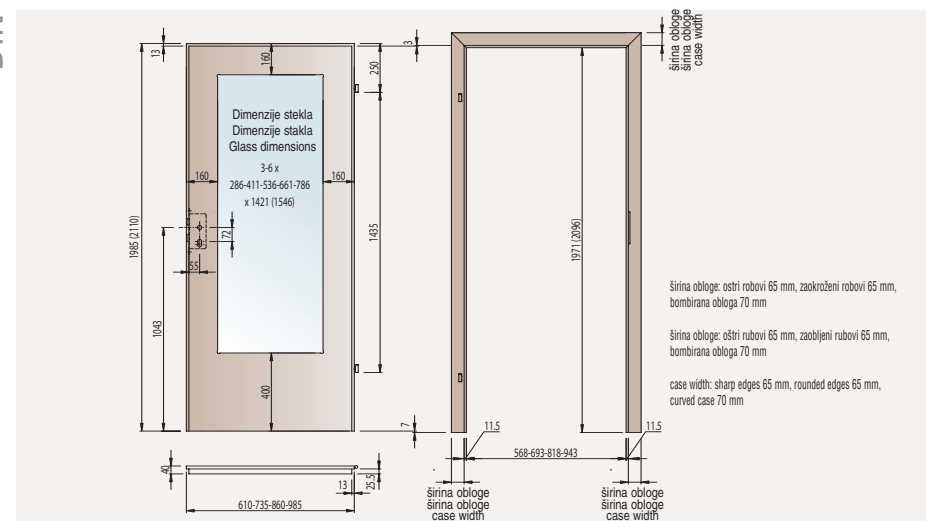 13
160
250
3
širina obloge
širina obloge
case width
Dimenzije stekla
Dimenzije stakla
Glass dimensions
3-6 x
286-411-536-661-786
x 1421 (1546)
160
160
1985 (2110)
72
55
1043
1435
400
1971 (2096)
širina obloge: ostri robovi 65 mm, zaokroženi robovi 65 mm,
bombirana obloga 70 mm
širina obloge: oštri rubovi 65 mm, zaobljeni rubovi 65 mm,
bombirana obloga 70 mm
case width: sharp edges 65 mm, rounded edges 65 mm,
curved case 70 mm
7
11.5
11.5
568-693-818-943
40
13
25.5
610-735-860-985
širina obloge
širina obloge
case width
širina obloge
širina obloge
case width